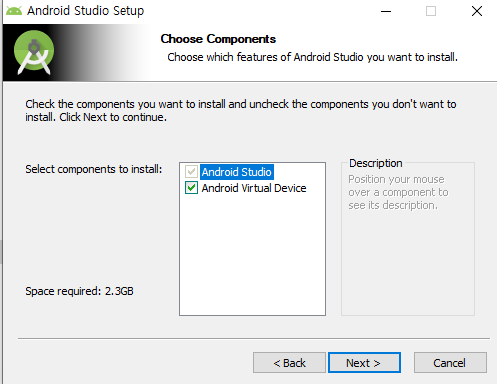 Android Studio Setup
Choose Components
Choose which features of Android Studio you want to install.
Check the components you want to install and uncheck the components you don't want to
install. Click Next to continue.
Select components to install:
Android Studio
Android Virtual Device
Description
Position your mouse
over a component to
see its description.
Space required: 2.3GB
< Back
Next >
Cancel